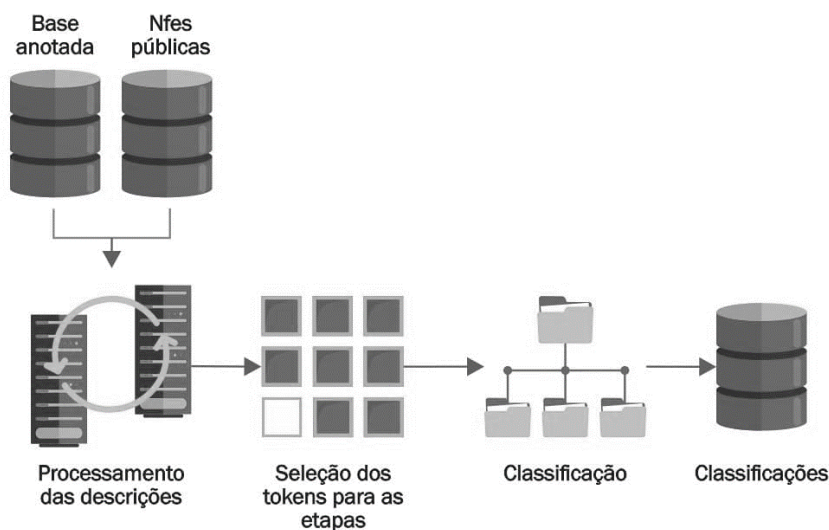 Base
anotada
Nfes
públicas
Processamento
das descrições
Seleção dos
tokens para as
etapas
Classificação
Classificações